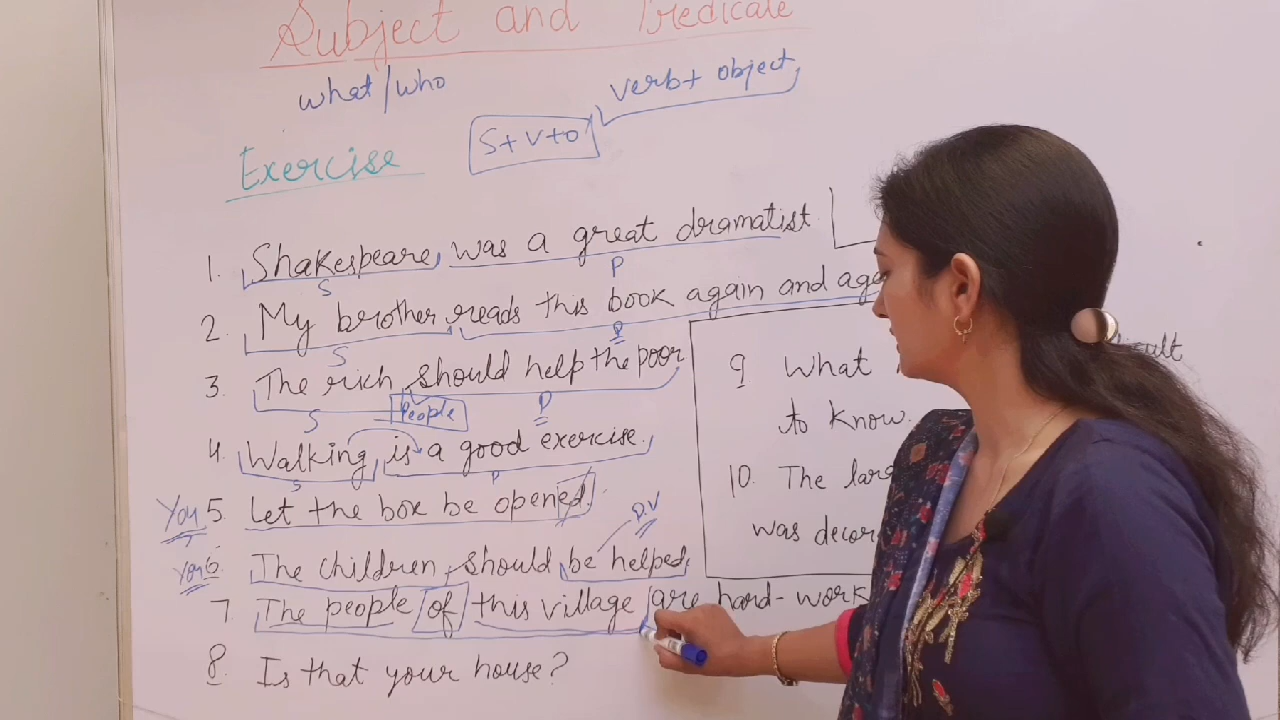 Subject and Predicate
what/who
verb+ object
S+V+O
Exercise
1. Shakespeare was a great dramatist
S
P
2. My brother reads this book again and
S
P
3. The rich should help the poor
S
People
P
4. Walking is a good exercise.
S
P
You 5. Let the box be opened.
P.V
You 6. The children should be helped.
7. The people of this village are hard-work
8. Is that your house?
9 What
to know.
10. The
was